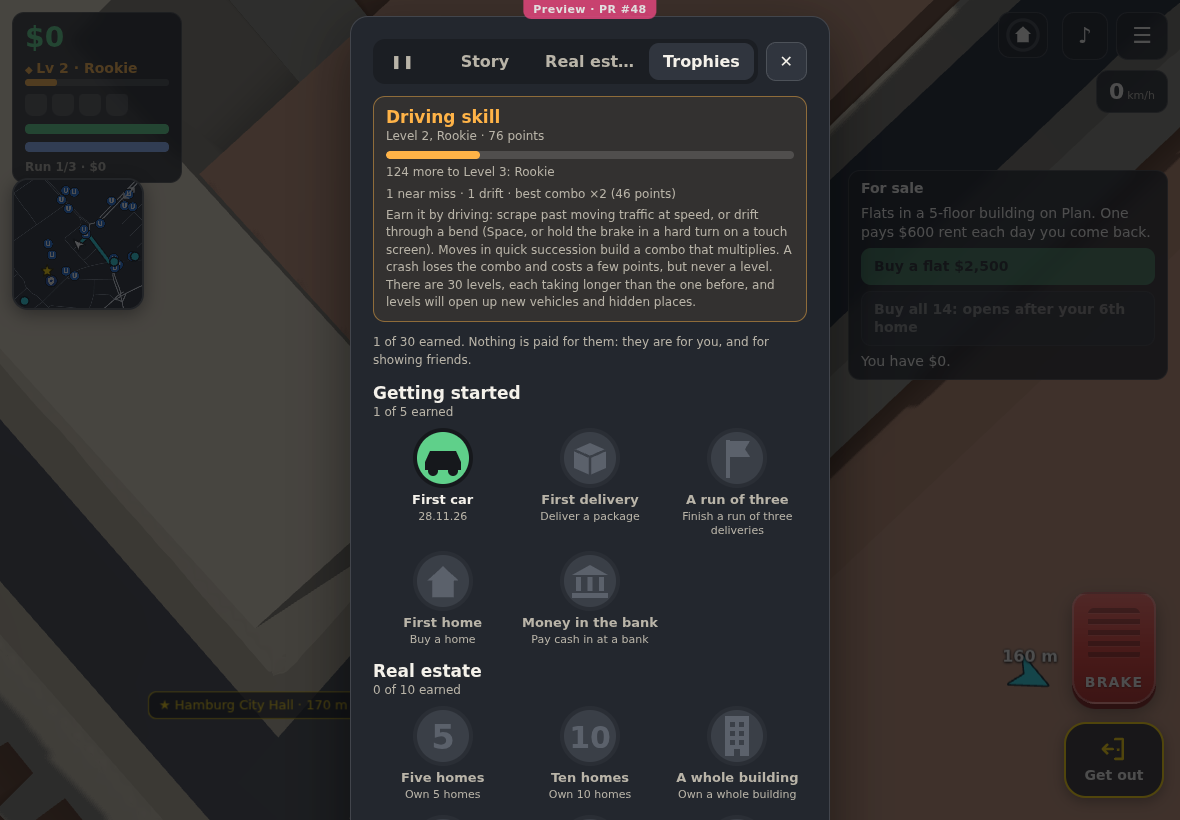 Preview · PR #48
$0
Lv 2 · Rookie
Run 1/3 · $0
Story
Real est…
Trophies
✕
0 km/h
Driving skill
Level 2, Rookie · 76 points
124 more to Level 3: Rookie
1 near miss · 1 drift · best combo ×2 (46 points)
Earn it by driving: scrape past moving traffic at speed, or drift
through a bend (Space, or hold the brake in a hard turn on a touch
screen). Moves in quick succession build a combo that multiplies. A
crash loses the combo and costs a few points, but never a level.
There are 30 levels, each taking longer than the one before, and
levels will open up new vehicles and hidden places.
1 of 30 earned. Nothing is paid for them: they are for you, and for
showing friends.
Getting started
1 of 5 earned
First car
28.11.26
First delivery
Deliver a package
A run of three
Finish a run of three
deliveries
First home
Buy a home
Money in the bank
Pay cash in at a bank
Real estate
0 of 10 earned
5
Five homes
Own 5 homes
10
Ten homes
Own 10 homes
A whole building
Own a whole building
For sale
Flats in a 5-floor building on Plan. One
pays $600 rent each day you come back.
Buy a flat $2,500
Buy all 14: opens after your 6th
home
You have $0.
★ Hamburg City Hall · 170 m
160 m
BRAKE
Get out